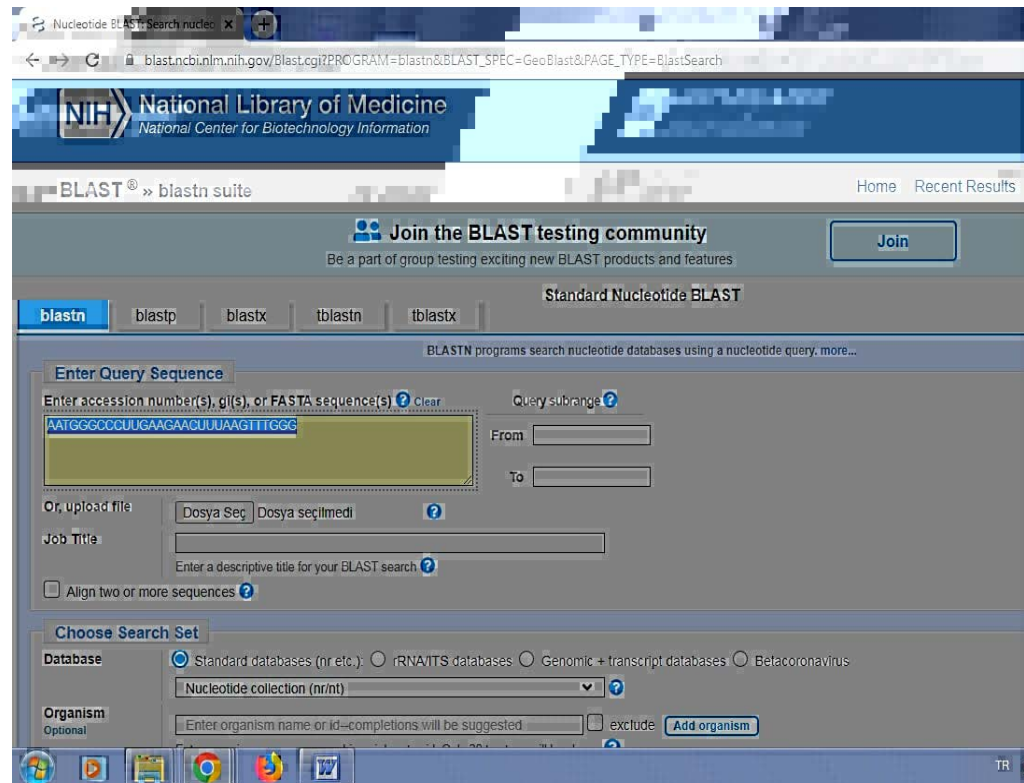 Nucleotide BLAST: Search nucleo
blast.ncbi.nlm.nih.gov/Blast.cgi?PROGRAM=blastn&BLAST_SPEC=GeoBlast&PAGE_TYPE=BlastSearch
NIH National Library of Medicine
National Center for Biotechnology Information
BLAST ® » blastn suite Home Recent Results
Join the BLAST testing community
Be a part of group testing exciting new BLAST products and features
Join
Standard Nucleotide BLAST
blastn blastp blastx tblastn tblastx
BLASTN programs search nucleotide databases using a nucleotide query. more...
Enter Query Sequence
Enter accession number(s), gi(s), or FASTA sequence(s) ? Clear Query subrange ?
AATGGGCCCUUGAAGAACUUUAAGTTTGGG
From
To
Or, upload file Dosya Seç Dosya seçilmedi ?
Job Title
Enter a descriptive title for your BLAST search ?
Align two or more sequences ?
Choose Search Set
Database Standard databases (nr etc.): rRNA/ITS databases Genomic + transcript databases Betacoronavirus
Nucleotide collection (nr/nt) ?
Organism
Optional
Enter organism name or id--completions will be suggested exclude Add organism
TR